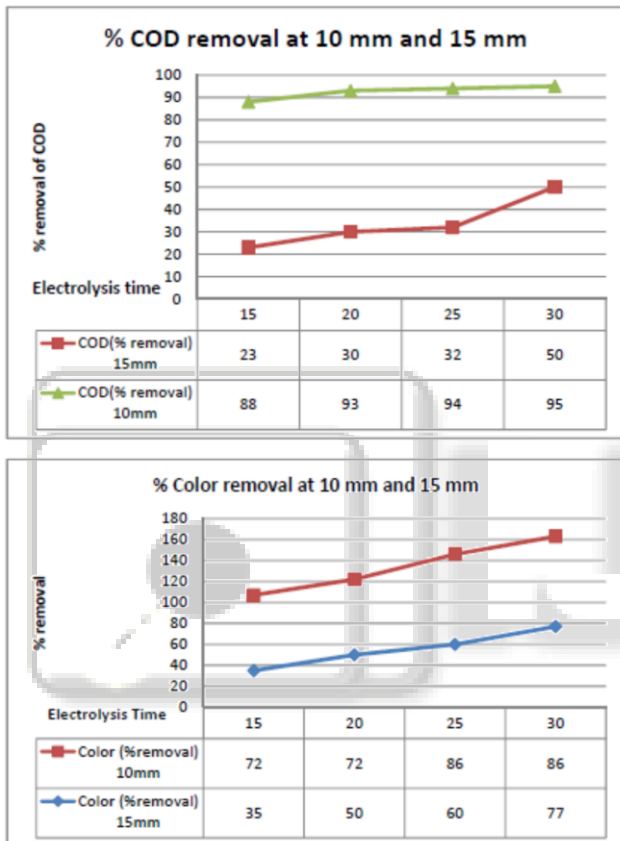 % COD removal at 10 mm and 15 mm
% removal of COD
100
90
80
70
60
50
40
30
20
10
0
Electrolysis time
15 20 25 30
COD(% removal) 15mm 23 30 32 50
COD(% removal) 10mm 88 93 94 95
% Color removal at 10 mm and 15 mm
% removal
180
160
140
120
100
80
60
40
20
0
Electrolysis Time
15 20 25 30
Color (%removal) 10mm 72 72 86 86
Color (%removal) 15mm 35 50 60 77